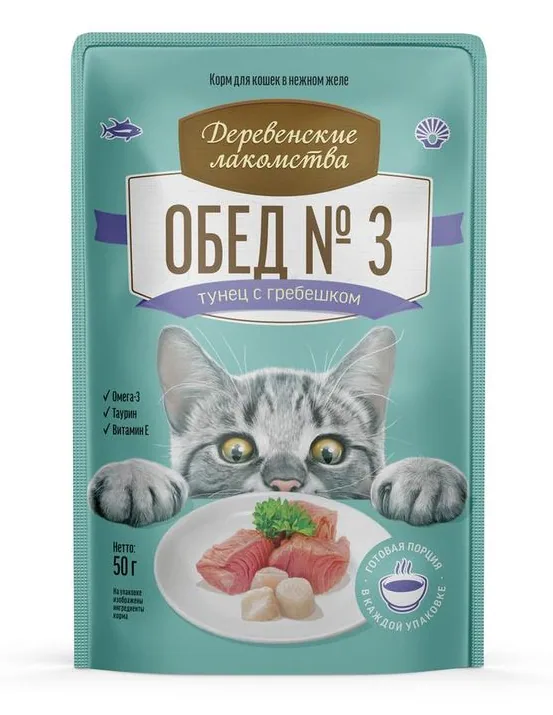 Корм для кошек в нежном желе
Деревенские
лакомства
ОБЕД № 3
тунец с гребешком
✓ Омега-3
✓ Таурин
✓ Витамин Е
Нетто:
50 г
На упаковке
изображены
ингредиенты
корма
ГОТОВАЯ ПОРЦИЯ
В КАЖДОЙ УПАКОВКЕ